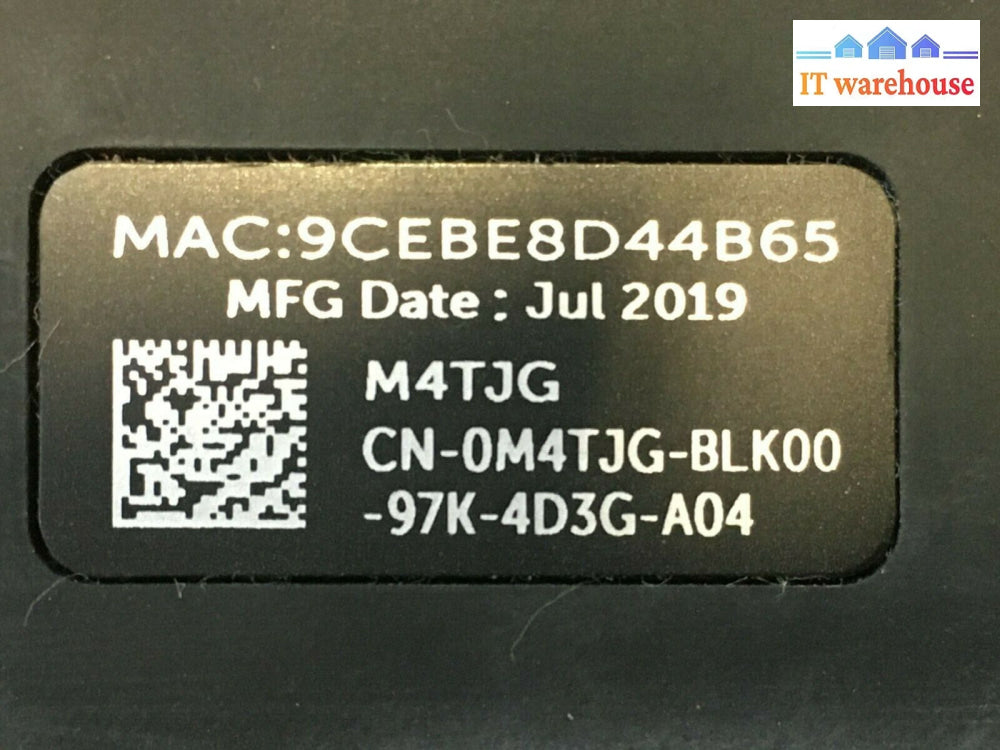 IT warehouse
MAC:9CEBE8D44B65
MFG Date : Jul 2019
M4TJG
CN-0M4TJG-BLK00
-97K-4D3G-A04